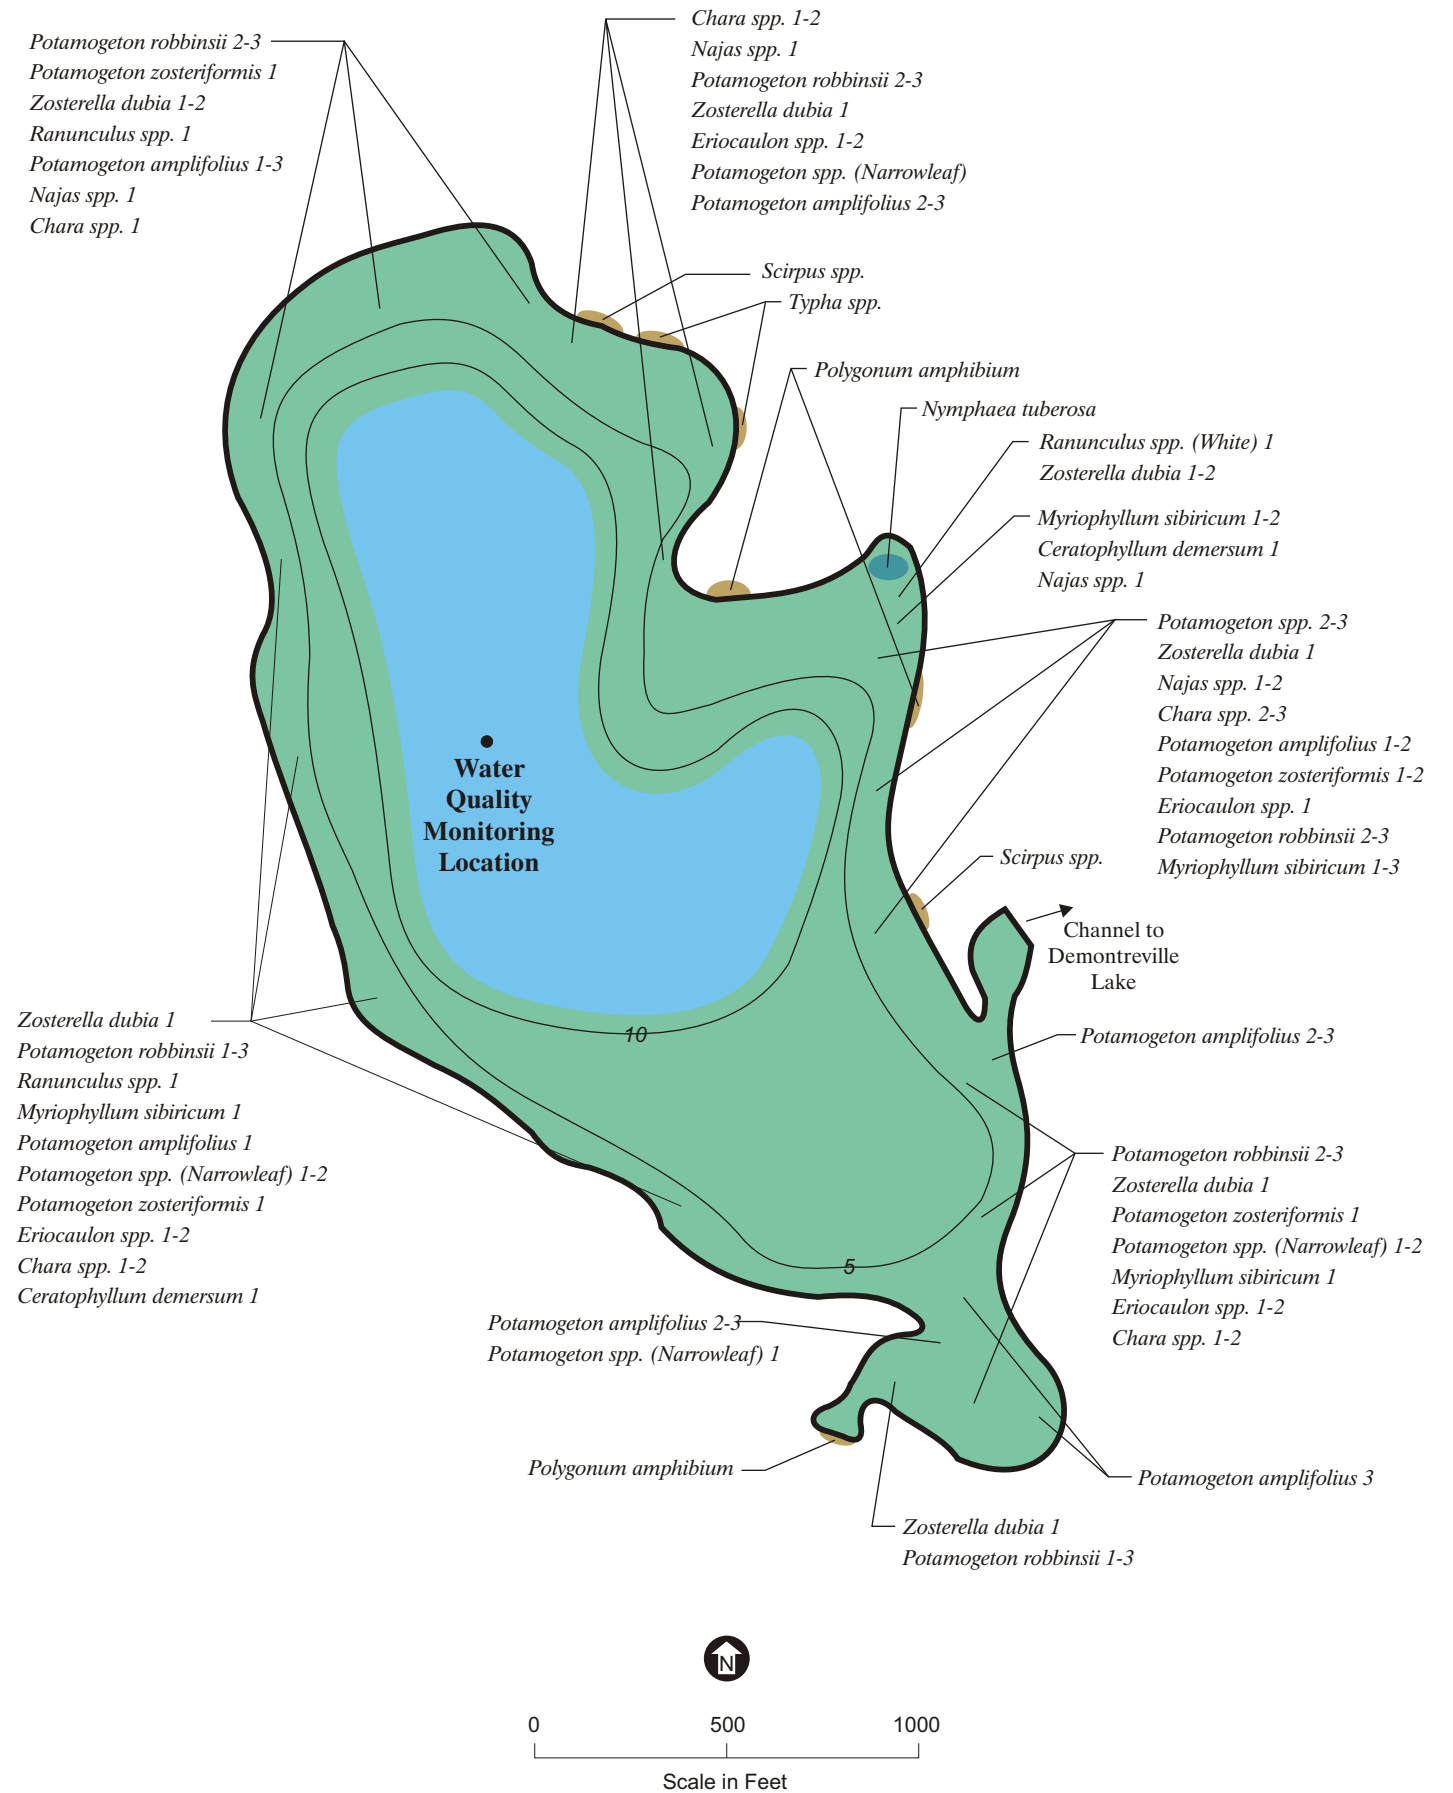 Potamogeton robbinsii 2-3
Potamogeton zosteriformis 1
Zosterella dubia 1-2
Ranunculus spp. 1
Potamogeton amplifolius 1-3
Najas spp. 1
Chara spp. 1
Chara spp. 1-2
Najas spp. 1
Potamogeton robbinsii 2-3
Zosterella dubia 1
Eriocaulon spp. 1-2
Potamogeton spp. (Narrowleaf)
Potamogeton amplifolius 2-3
Scirpus spp.
Typha spp.
Polygonum amphibium
Nymphaea tuberosa
Ranunculus spp. (White) 1
Zosterella dubia 1-2
Myriophyllum sibiricum 1-2
Ceratophyllum demersum 1
Najas spp. 1
Potamogeton spp. 2-3
Zosterella dubia 1
Najas spp. 1-2
Chara spp. 2-3
Potamogeton amplifolius 1-2
Potamogeton zosteriformis 1-2
Eriocaulon spp. 1
Potamogeton robbinsii 2-3
Myriophyllum sibiricum 1-3
Water
Quality
Monitoring
Location
Scirpus spp.
Channel to
Demontreville
Lake
Zosterella dubia 1
Potamogeton robbinsii 1-3
Ranunculus spp. 1
Myriophyllum sibiricum 1
Potamogeton amplifolius 1
Potamogeton spp. (Narrowleaf) 1-2
Potamogeton zosteriformis 1
Eriocaulon spp. 1-2
Chara spp. 1-2
Ceratophyllum demersum 1
10
Potamogeton amplifolius 2-3
Potamogeton robbinsii 2-3
Zosterella dubia 1
Potamogeton zosteriformis 1
Potamogeton spp. (Narrowleaf) 1-2
Myriophyllum sibiricum 1
Eriocaulon spp. 1-2
Chara spp. 1-2
5
Potamogeton amplifolius 2-3
Potamogeton spp. (Narrowleaf) 1
Polygonum amphibium
Potamogeton amplifolius 3
Zosterella dubia 1
Potamogeton robbinsii 1-3
N
0 500 1000
Scale in Feet